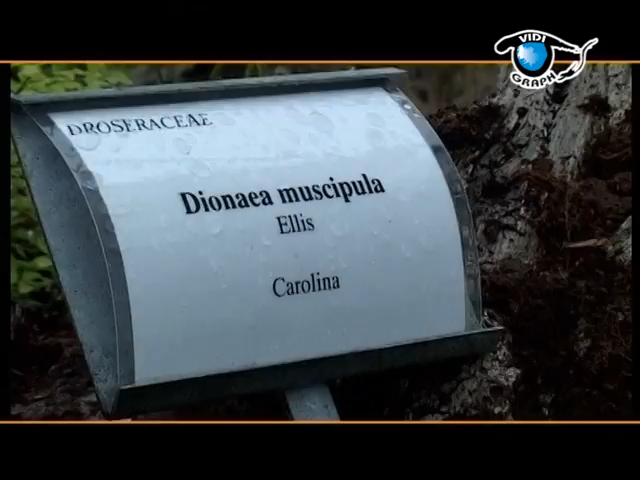 VIDI
GRAPH
DROSERACEAE
Dionaea muscipula
Ellis
Carolina